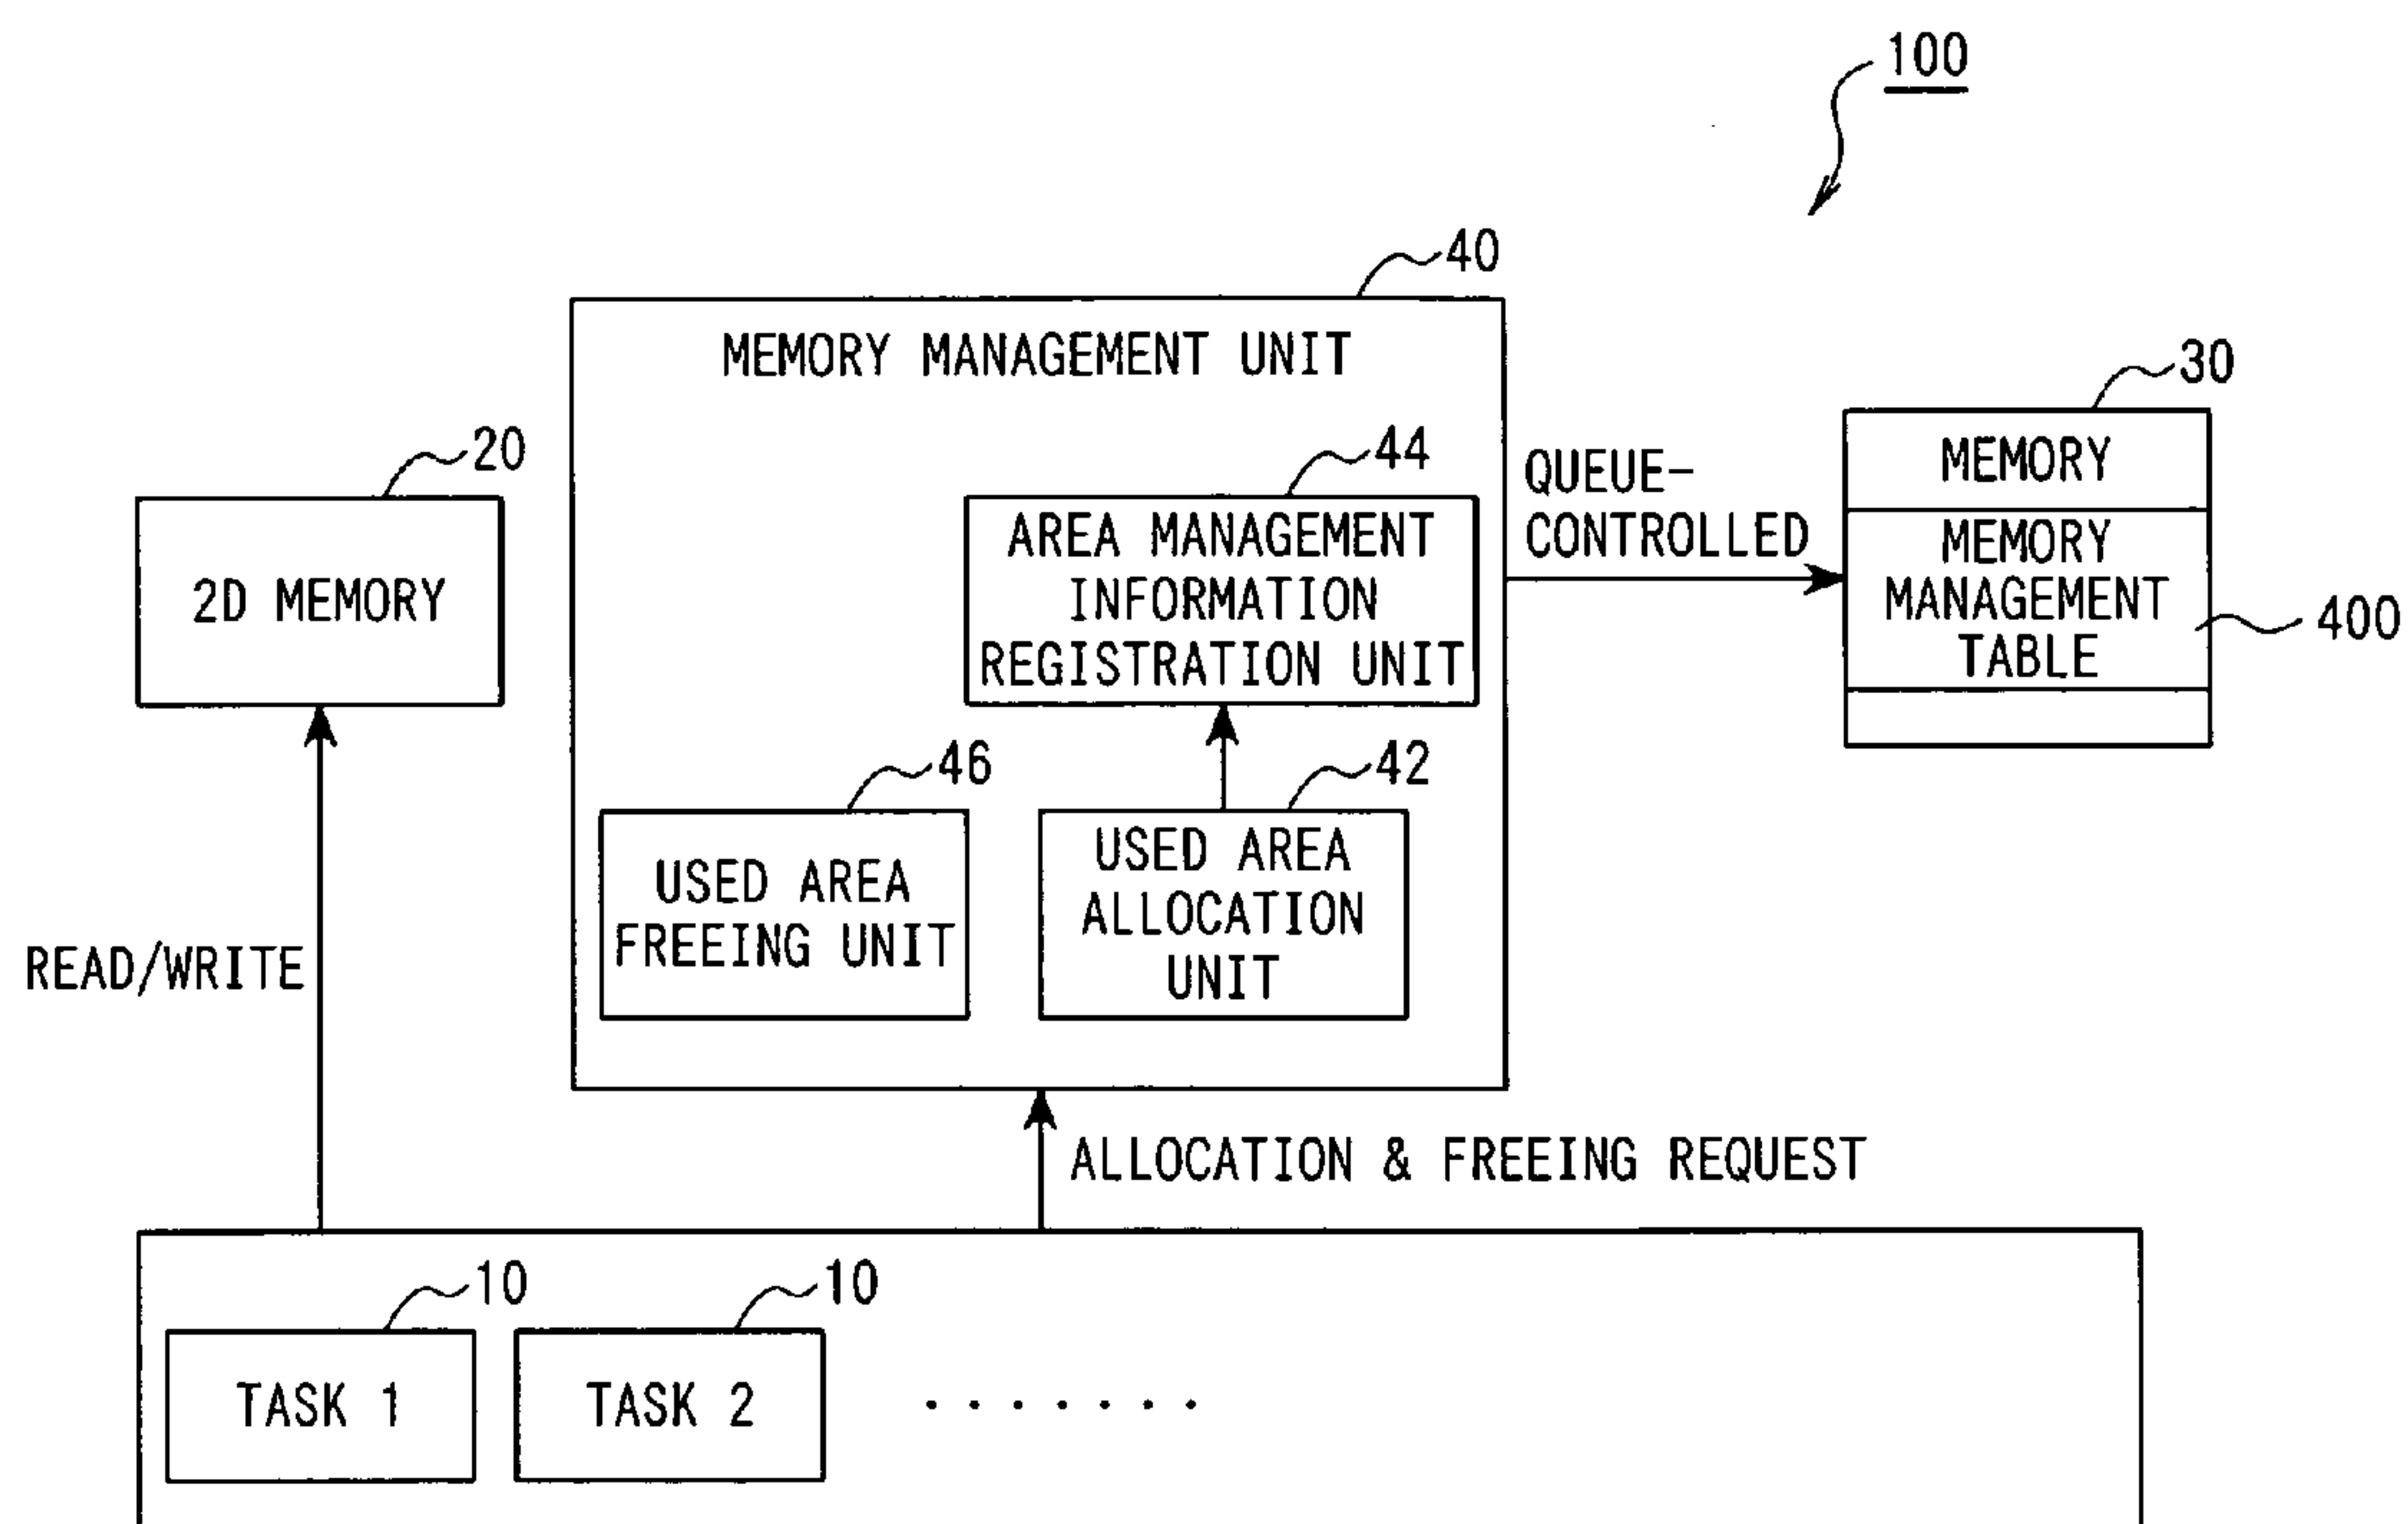 100
40
MEMORY MANAGEMENT UNIT
30
20
44
QUEUE-
CONTROLLED
MEMORY
2D MEMORY
AREA MANAGEMENT
INFORMATION
REGISTRATION UNIT
MEMORY
MANAGEMENT
TABLE
400
46
42
USED AREA
FREEING UNIT
USED AREA
ALLOCATION
UNIT
READ/WRITE
ALLOCATION & FREEING REQUEST
10
10
TASK 1
TASK 2
.......